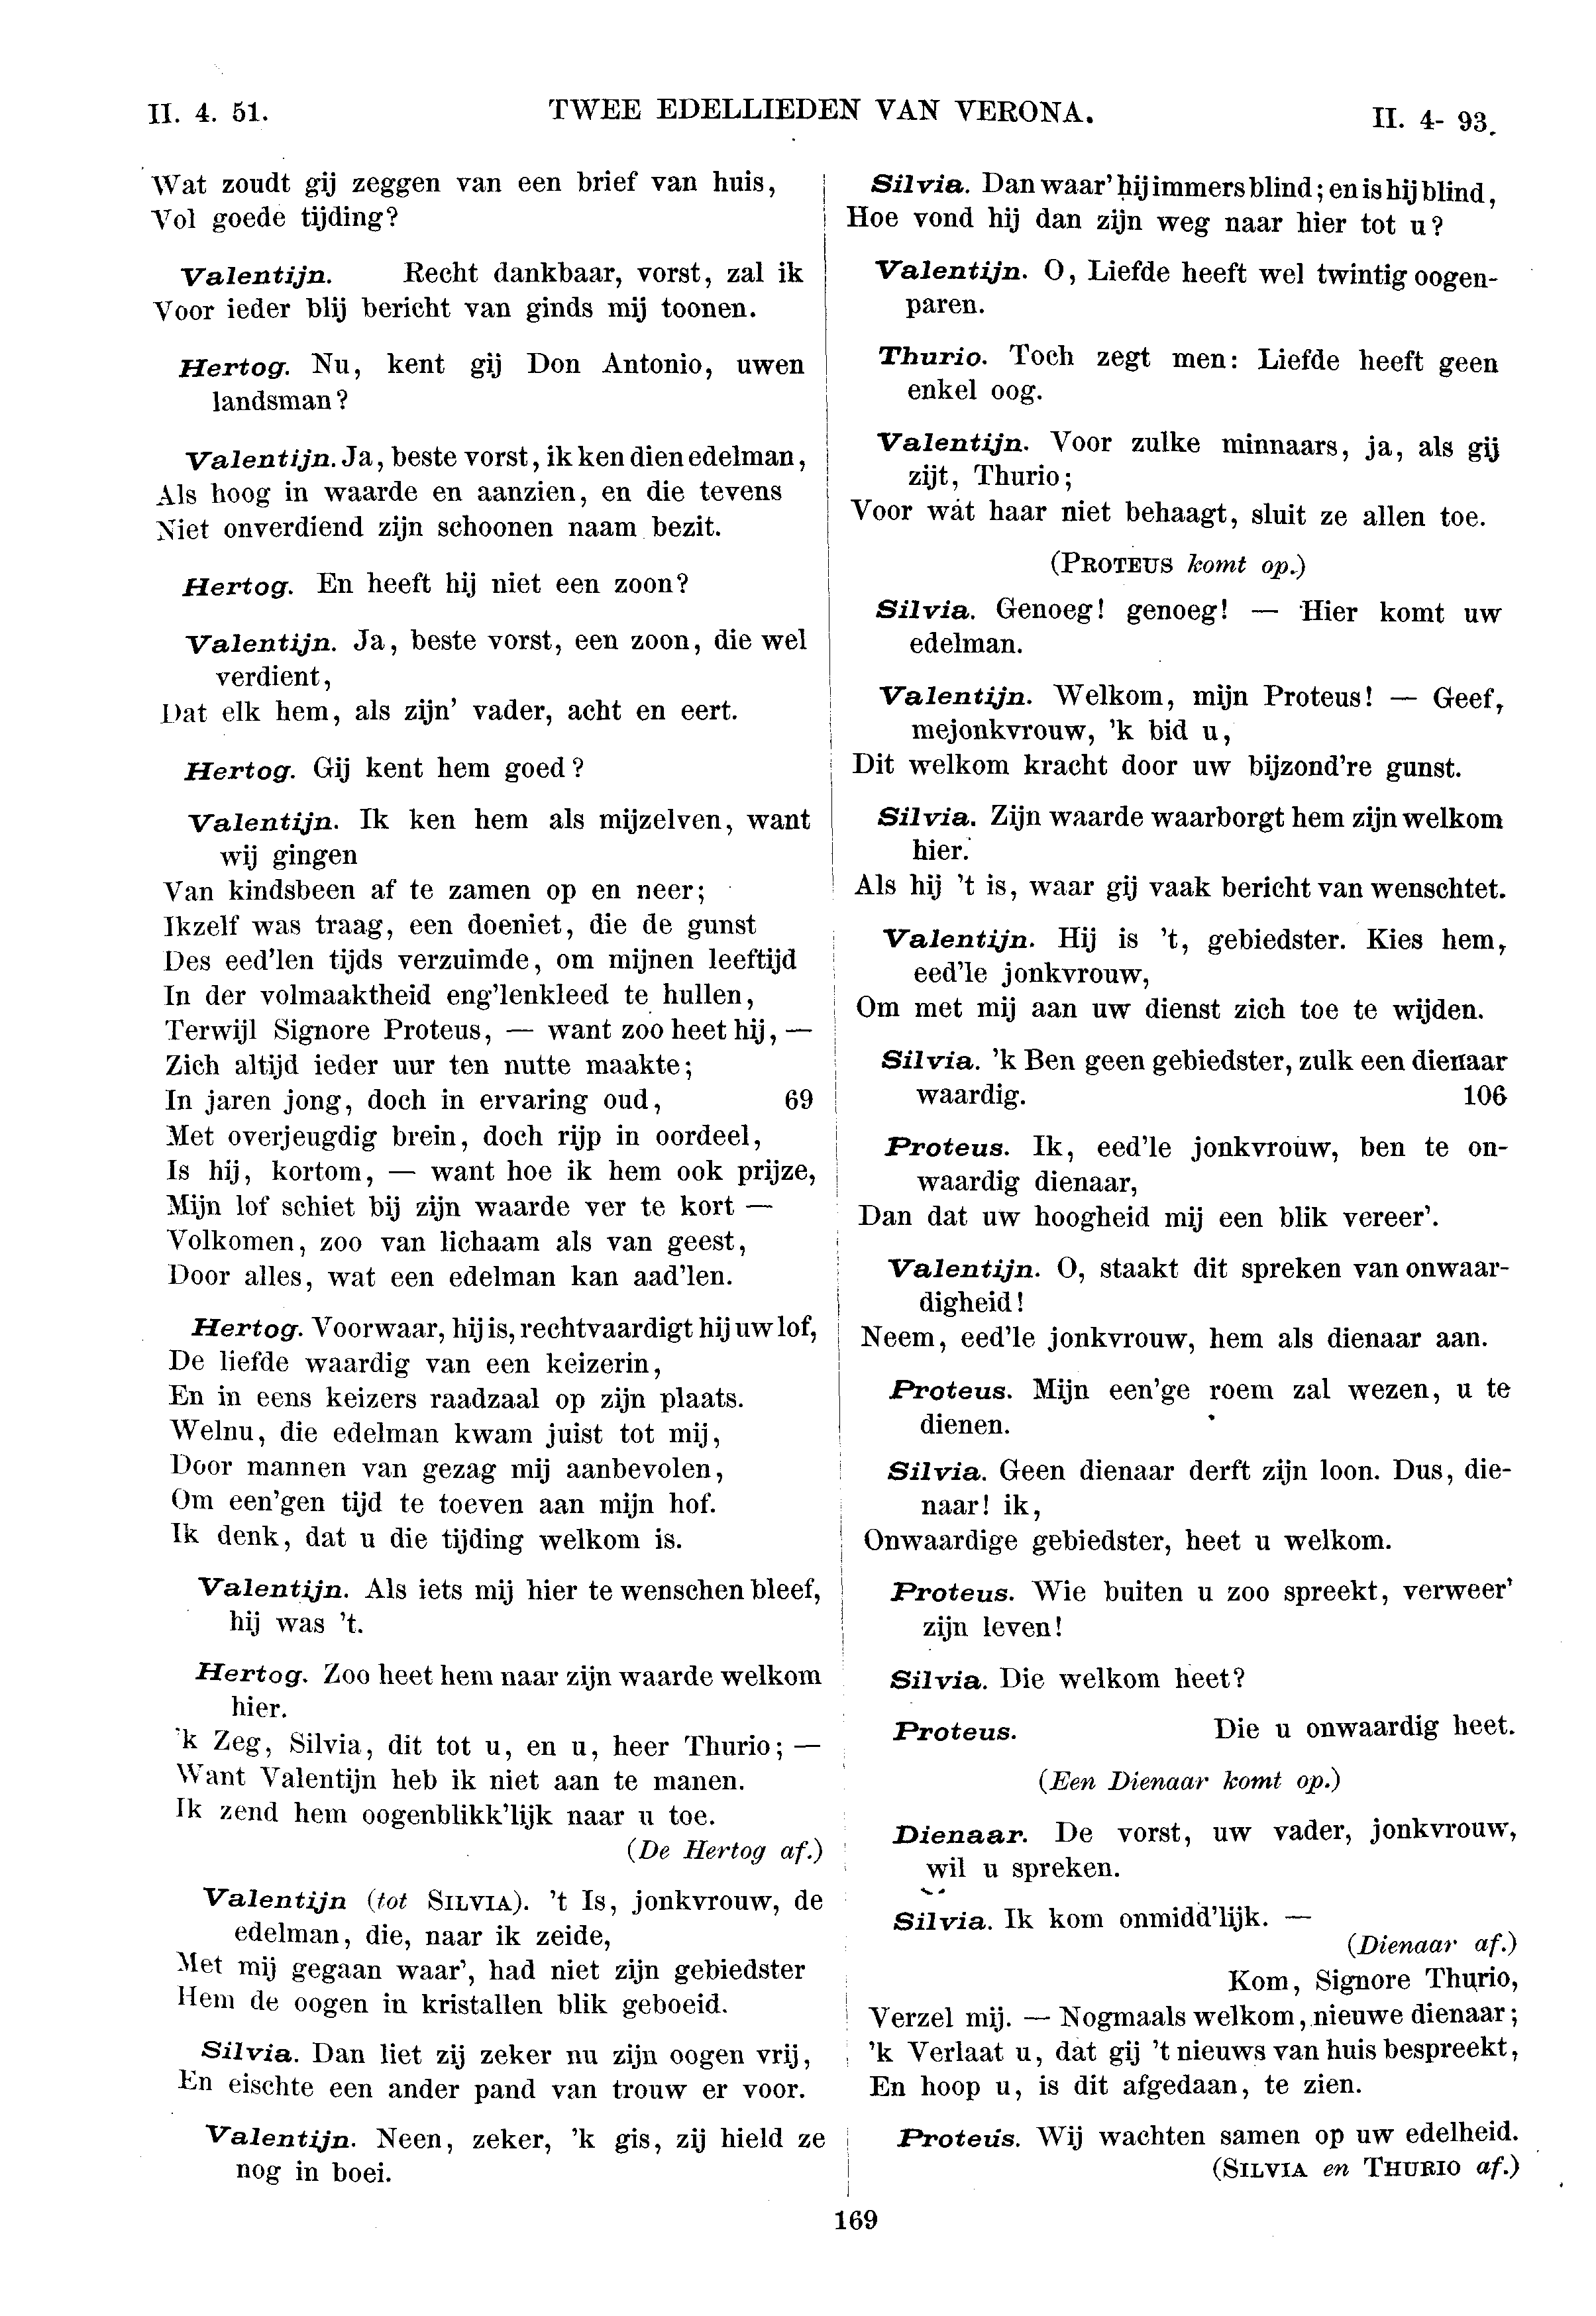 II. 4. 51.
TWEE EDELLIEDEN VAN VERONA.
II. 4- 93.
Wat zoudt gij zeggen van een brief van huis,
Vol goede tijding?
Valentijn. Recht dankbaar, vorst, zal ik
Voor ieder blij bericht van ginds mij toonen.
Hertog. Nu, kent gij Don Antonio, uwen
landsman?
Valentijn. Ja, beste vorst, ik ken dien edelman,
Als hoog in waarde en aanzien, en die tevens
Niet onverdiend zijn schoonen naam bezit.
Hertog. En heeft hij niet een zoon?
Valentijn. Ja, beste vorst, een zoon, die wel
verdient,
Dat elk hem, als zijn' vader, acht en eert.
Hertog. Gij kent hem goed?
Valentijn. Ik ken hem als mijzelven, want
wij gingen
Van kindsbeen af te zamen op en neer;
Ikzelf was traag, een doeniet, die de gunst
Des eed'len tijds verzuimde, om mijnen leeftijd
In der volmaaktheid eng'lenkleed te hullen,
Terwijl Signore Proteus, — want zoo heet hij, —
Zich altijd ieder uur ten nutte maakte;
In jaren jong, doch in ervaring oud, 69
Met overjeugdig brein, doch rijp in oordeel,
Is hij, kortom, — want hoe ik hem ook prijze,
Mijn lof schiet bij zijn waarde ver te kort —
Volkomen, zoo van lichaam als van geest,
Door alles, wat een edelman kan aad'len.
Hertog. Voorwaar, hij is, rechtvaardigt hij uw lof,
De liefde waardig van een keizerin,
En in eens keizers raadzaal op zijn plaats.
Welnu, die edelman kwam juist tot mij,
Door mannen van gezag mij aanbevolen,
Om een'gen tijd te toeven aan mijn hof.
Ik denk, dat u die tijding welkom is.
Valentijn. Als iets mij hier te wenschen bleef,
hij was 't.
Hertog. Zoo heet hem naar zijn waarde welkom
hier.
'k Zeg, Silvia, dit tot u, en u, heer Thurio; —
Want Valentijn heb ik niet aan te manen.
Ik zend hem oogenblikk'lijk naar u toe.
(De Hertog af.)
Valentijn (tot SILVIA). 't Is, jonkvrouw, de
edelman, die, naar ik zeide,
Met mij gegaan waar', had niet zijn gebiedster
Hem de oogen in kristallen blik geboeid.
Silvia. Dan liet zij zeker nu zijn oogen vrij,
En eischte een ander pand van trouw er voor.
Valentijn. Neen, zeker, 'k gis, zij hield ze
nog in boei.
Silvia. Dan waar' hij immers blind; en is hij blind,
Hoe vond hij dan zijn weg naar hier tot u?
Valentijn. O, Liefde heeft wel twintig oogen-
paren.
Thurio. Toch zegt men: Liefde heeft geen
enkel oog.
Valentijn. Voor zulke minnaars, ja, als gij
zijt, Thurio;
Voor wát haar niet behaagt, sluit ze allen toe.
(PROTEUS komt op.)
Silvia. Genoeg! genoeg! — Hier komt uw
edelman.
Valentijn. Welkom, mijn Proteus! — Geef,
mejonkvrouw, 'k bid u,
Dit welkom kracht door uw bijzond're gunst.
Silvia. Zijn waarde waarborgt hem zijn welkom
hier.
Als hij 't is, waar gij vaak bericht van wenschtet.
Valentijn. Hij is 't, gebiedster. Kies hem,
eed'le jonkvrouw,
Om met mij aan uw dienst zich toe te wijden.
Silvia. 'k Ben geen gebiedster, zulk een dienaar
waardig. 106
Proteus. Ik, eed'le jonkvrouw, ben te on-
waardig dienaar,
Dan dat uw hoogheid mij een blik vereer'.
Valentijn. O, staakt dit spreken van onwaar-
digheid!
Neem, eed'le jonkvrouw, hem als dienaar aan.
Proteus. Mijn een'ge roem zal wezen, u te
dienen.
Silvia. Geen dienaar derft zijn loon. Dus, die-
naar! ik,
Onwaardige gebiedster, heet u welkom.
Proteus. Wie buiten u zoo spreekt, verweer'
zijn leven!
Silvia. Die welkom heet?
Proteus. Die u onwaardig heet.
(Een Dienaar komt op.)
Dienaar. De vorst, uw vader, jonkvrouw,
wil u spreken.
Silvia. Ik kom onmidd'lijk. —
(Dienaar af.)
Kom, Signore Thurio,
Verzel mij. — Nogmaals welkom, nieuwe dienaar;
'k Verlaat u, dat gij 't nieuws van huis bespreekt,
En hoop u, is dit afgedaan, te zien.
Proteus. Wij wachten samen op uw edelheid.
(SILVIA en THURIO af.)
169